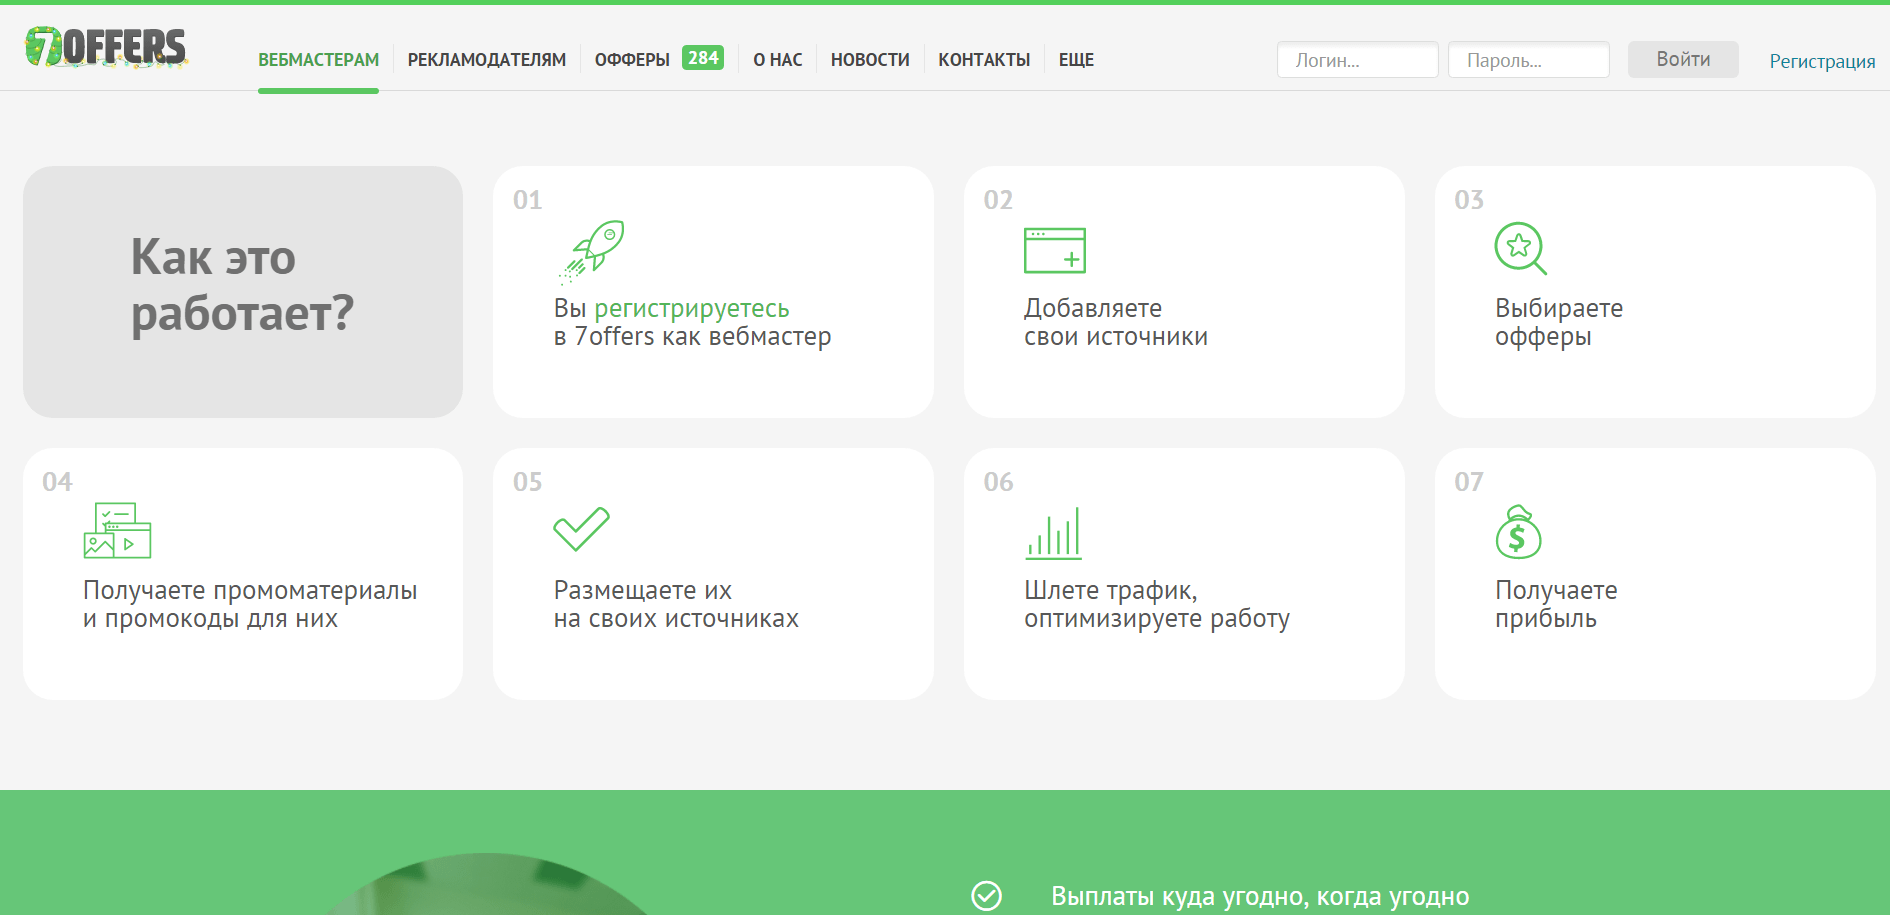 7OFFERS
ВЕБМАСТЕРАМ
РЕКЛАМОДАТЕЛЯМ
ОФФЕРЫ 284
О НАС
НОВОСТИ
КОНТАКТЫ
ЕЩЕ
Логин...
Пароль...
Войти
Регистрация
Как это
работает?
01
Вы регистрируетесь
в 7offers как вебмастер
02
Добавляете
свои источники
03
Выбираете
офферы
04
Получаете промоматериалы
и промокоды для них
05
Размещаете их
на своих источниках
06
Шлете трафик,
оптимизируете работу
07
$
Получаете
прибыль
Выплаты куда угодно, когда угодно